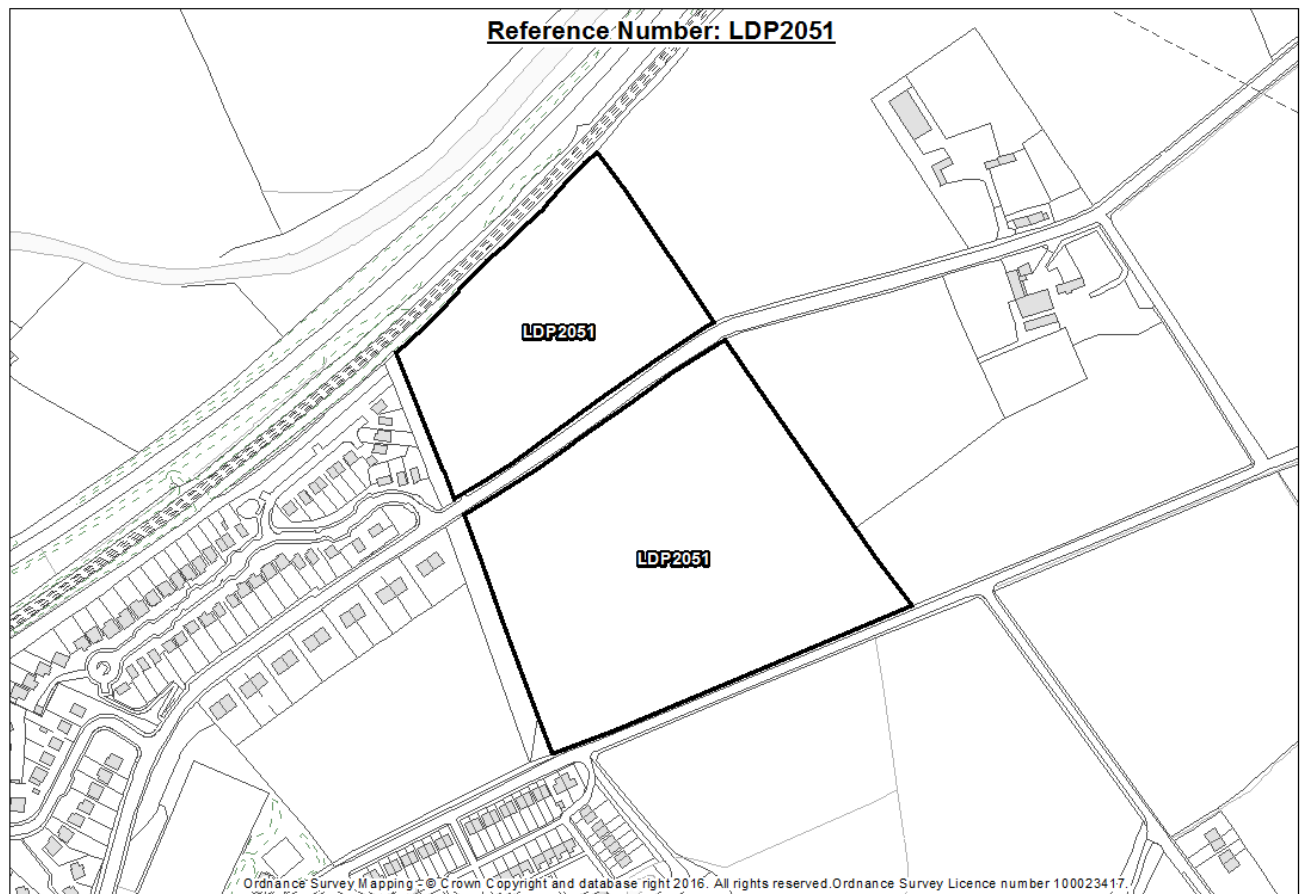 Reference Number: LDP2051
LDP2051
LDP2051
Ordnance Survey Mapping - © Crown Copyright and database right 2016. All rights reserved.Ordnance Survey Licence number 100023417.